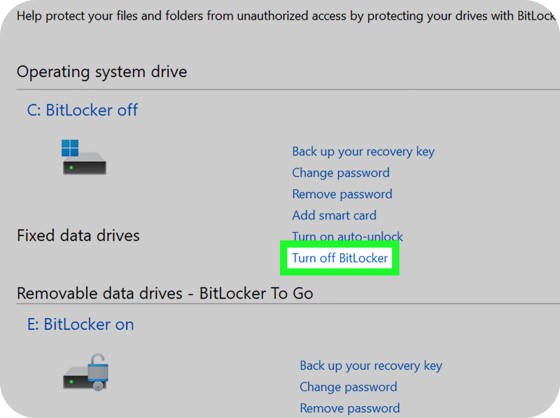 Help protect your files and folders from unauthorized access by protecting your drives with BitLock
Operating system drive
C: BitLocker off
Back up your recovery key
Change password
Remove password
Add smart card
Turn on auto-unlock
Fixed data drives
Turn off BitLocker
Removable data drives - BitLocker To Go
E: BitLocker on
Back up your recovery key
Change password
Remove password